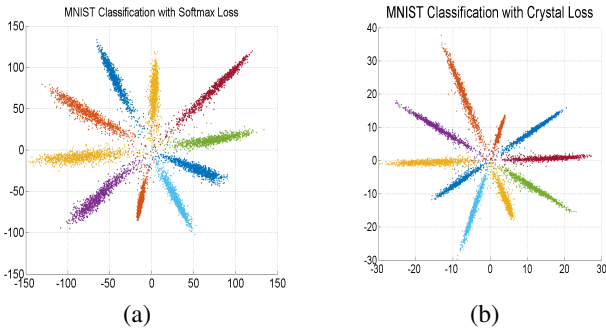 MNIST Classification with Softmax Loss
150
100
50
0
-50
-100
-150
-150 -100 -50 0 50 100 150
(a)
MNIST Classification with Crystal Loss
40
30
20
10
0
-10
-20
-30
-30 -20 -10 0 10 20 30
(b)